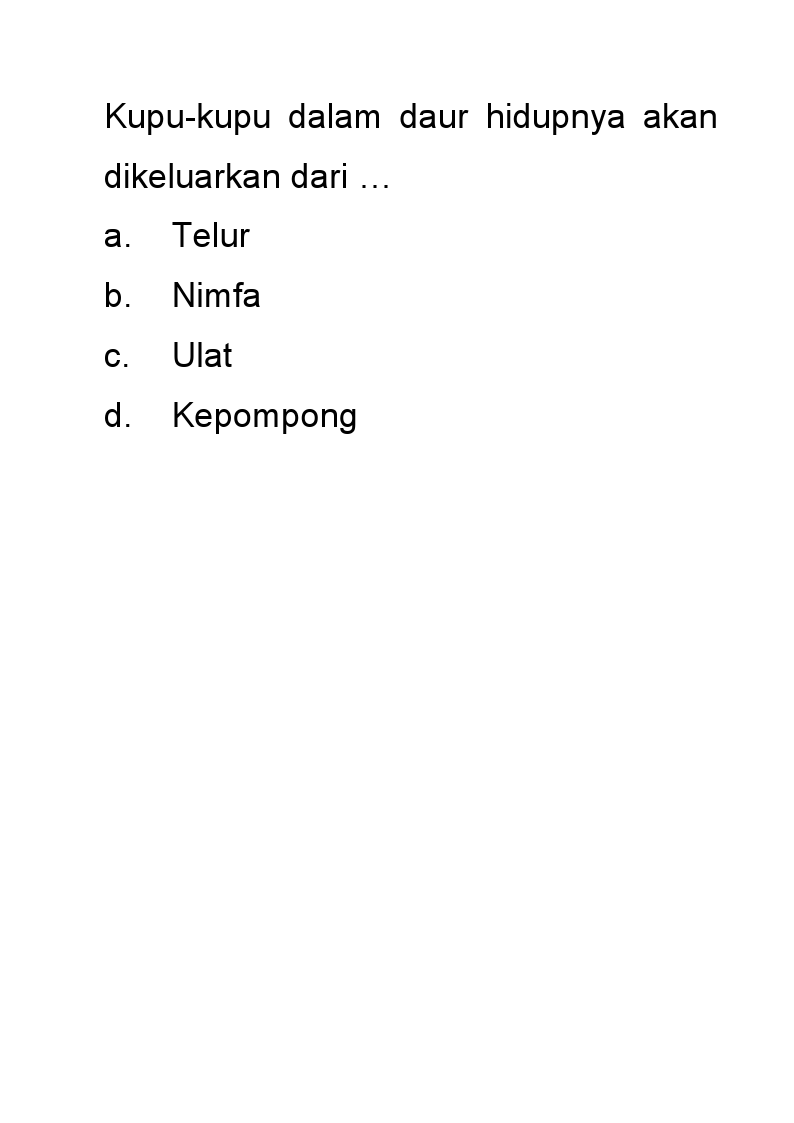 Kupu-kupu dalam daur hidupnya akan
dikeluarkan dari …
a. Telur
b. Nimfa
c. Ulat
d. Kepompong